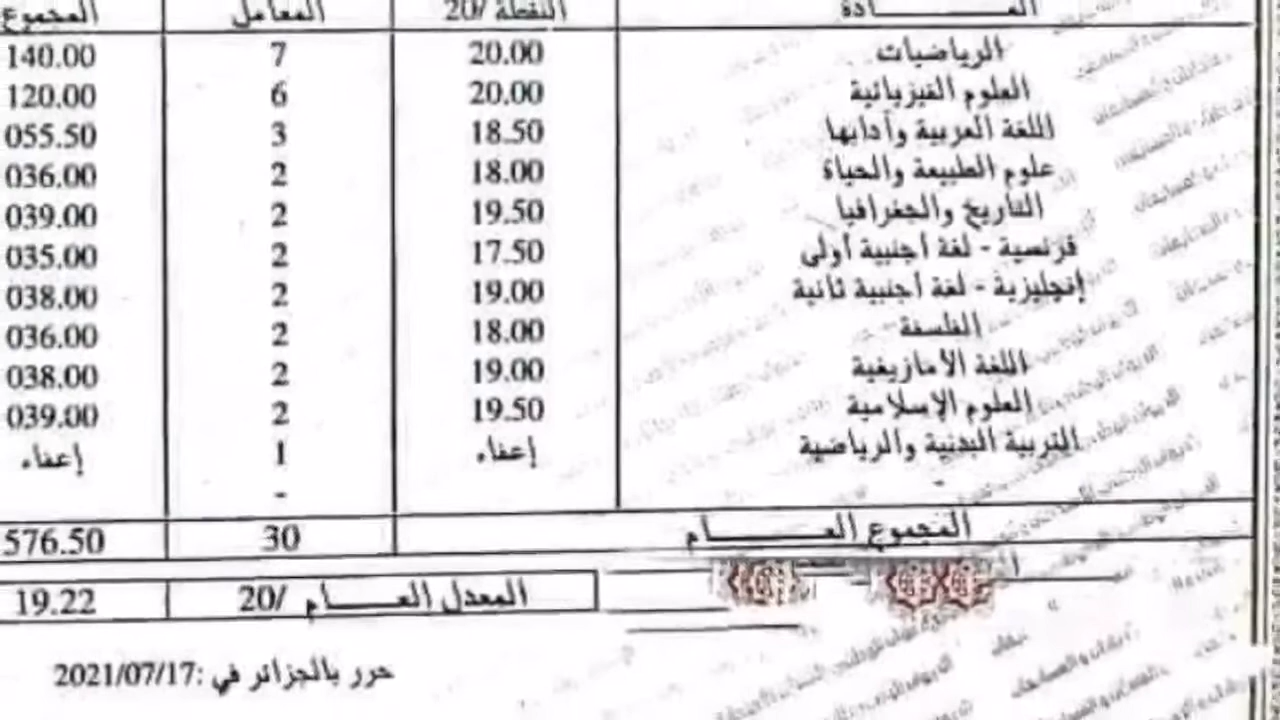 المــــــادة النقطة /20 المعامل المجموع
الرياضيات 20.00 7 140.00
العلوم الفيزيائية 20.00 6 120.00
اللغة العربية وآدابها 18.50 3 055.50
علوم الطبيعة والحياة 18.00 2 036.00
التاريخ والجغرافيا 19.50 2 039.00
فرنسية - لغة أجنبية أولى 17.50 2 035.00
إنجليزية - لغة أجنبية ثانية 19.00 2 038.00
الفلسفة 18.00 2 036.00
اللغة الأمازيغية 19.00 2 038.00
العلوم الإسلامية 19.50 2 039.00
التربية البدنية والرياضية إعفاء 1 إعفاء
- -
المجموع العـــــــام 30 576.50
المعدل العــــام /20 19.22
حرر بالجزائر في :2021/07/17